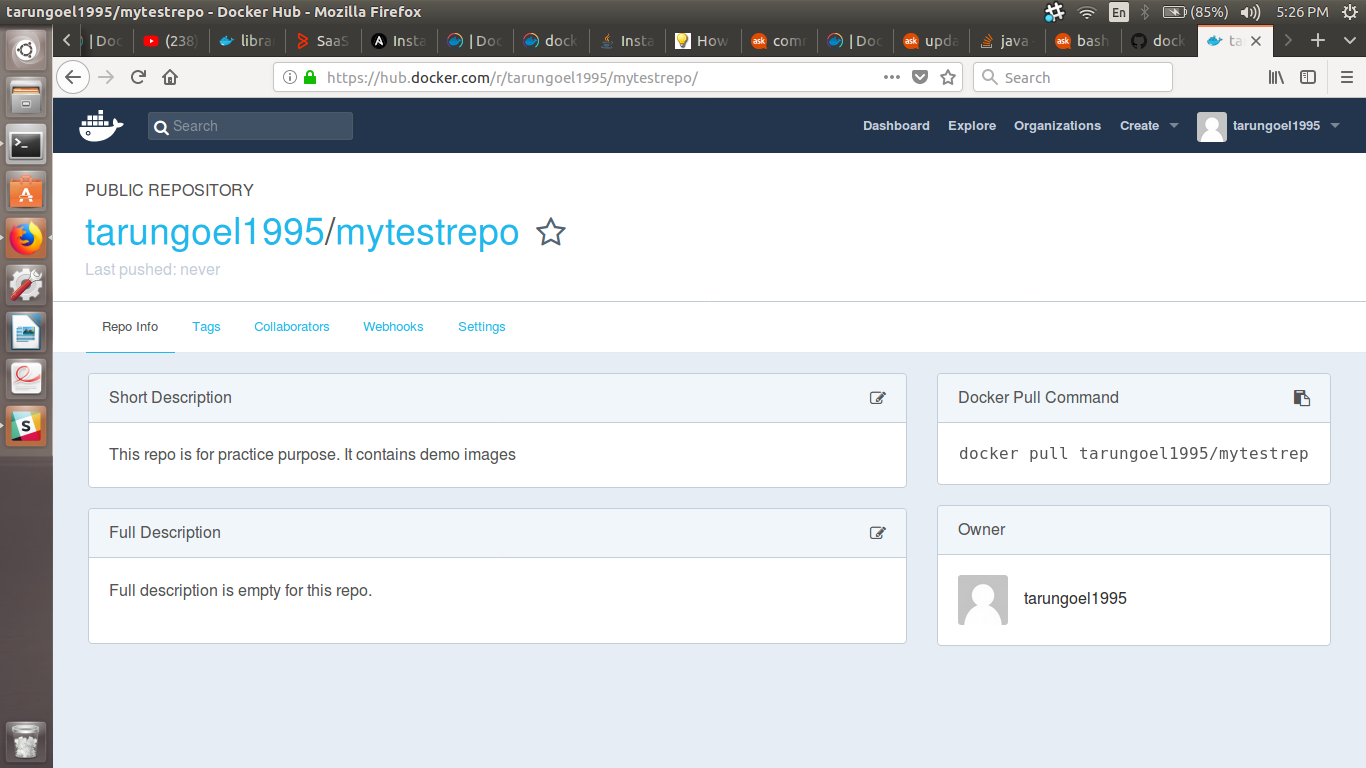 tarungoel1995/mytestrepo - Docker Hub - Mozilla Firefox
En (85%) 5:26 PM
| Doc (238) librar SaaS Insta | Doc dock Insta How comm | Doc upda java - bash dock ta
https://hub.docker.com/r/tarungoel1995/mytestrepo/ Search
Search Dashboard Explore Organizations Create tarungoel1995
PUBLIC REPOSITORY
tarungoel1995/mytestrepo
Last pushed: never
Repo Info Tags Collaborators Webhooks Settings
Short Description
This repo is for practice purpose. It contains demo images
Full Description
Full description is empty for this repo.
Docker Pull Command
docker pull tarungoel1995/mytestrep
Owner
tarungoel1995